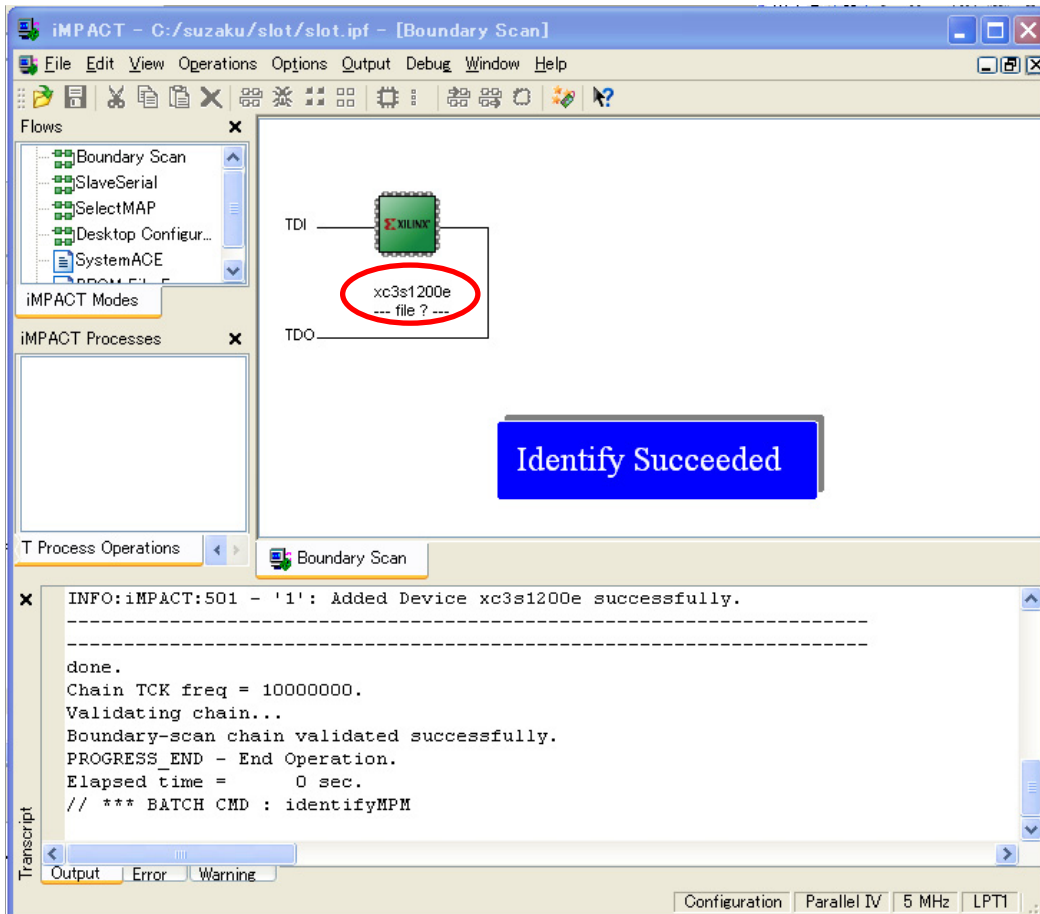 iMPACT - C:/suzaku/slot/slot.ipf - [Boundary Scan]
File Edit View Operations Options Output Debug Window Help
Flows
Boundary Scan
SlaveSerial
SelectMAP
Desktop Configur...
SystemACE
iMPACT Modes
iMPACT Processes
T Process Operations
TDI
XILINX
xc3s1200e
--- file ? ---
TDO
Identify Succeeded
Boundary Scan
INFO:iMPACT:501 - '1': Added Device xc3s1200e successfully.
----------------------------------------------------------------------
----------------------------------------------------------------------
done.
Chain TCK freq = 10000000.
Validating chain...
Boundary-scan chain validated successfully.
PROGRESS_END - End Operation.
Elapsed time =      0 sec.
// *** BATCH CMD : identifyMPM
Transcript
Output Error Warning
Configuration Parallel IV 5 MHz LPT1